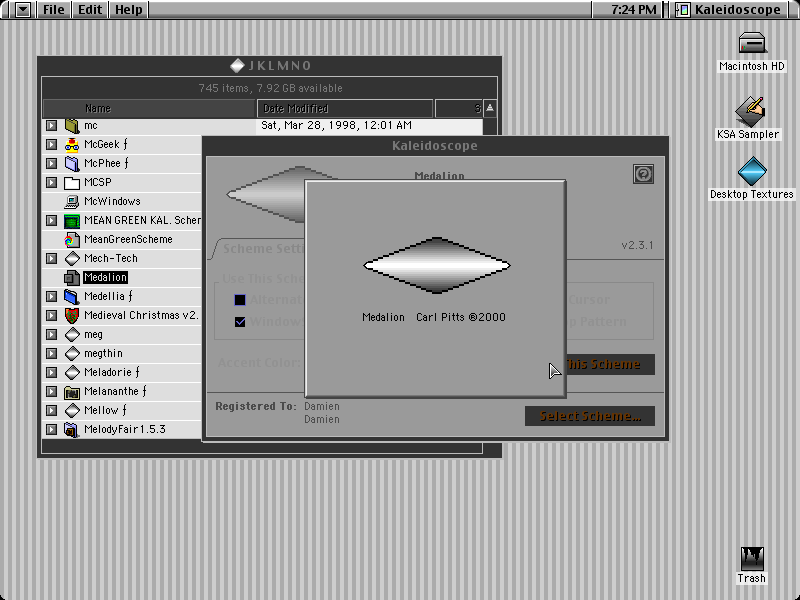 File Edit Help
7:24 PM Kaleidoscope
JKLMNO
745 items, 7.92 GB available
Name Date Modified S
mc Sat, Mar 28, 1998, 12:01 AM
McGeek ƒ
McPhee ƒ
MCSP
McWindows
MEAN GREEN KAL. Scher
MeanGreenScheme
Mech-Tech
Medalion
Medellia ƒ
Medieval Christmas v2.
meg
megthin
Meladorie ƒ
Melananthe ƒ
Mellow ƒ
MelodyFair 1.5.3
Kaleidoscope
Medalion
v2.3.1
Scheme Setti
Use This Sche
Alternat
Cursor
Window
p Pattern
Accent Color:
This Scheme
Medalion Carl Pitts ©2000
Registered To: Damien
Damien
Select Scheme...
Macintosh HD
KSA Sampler
Desktop Textures
Trash